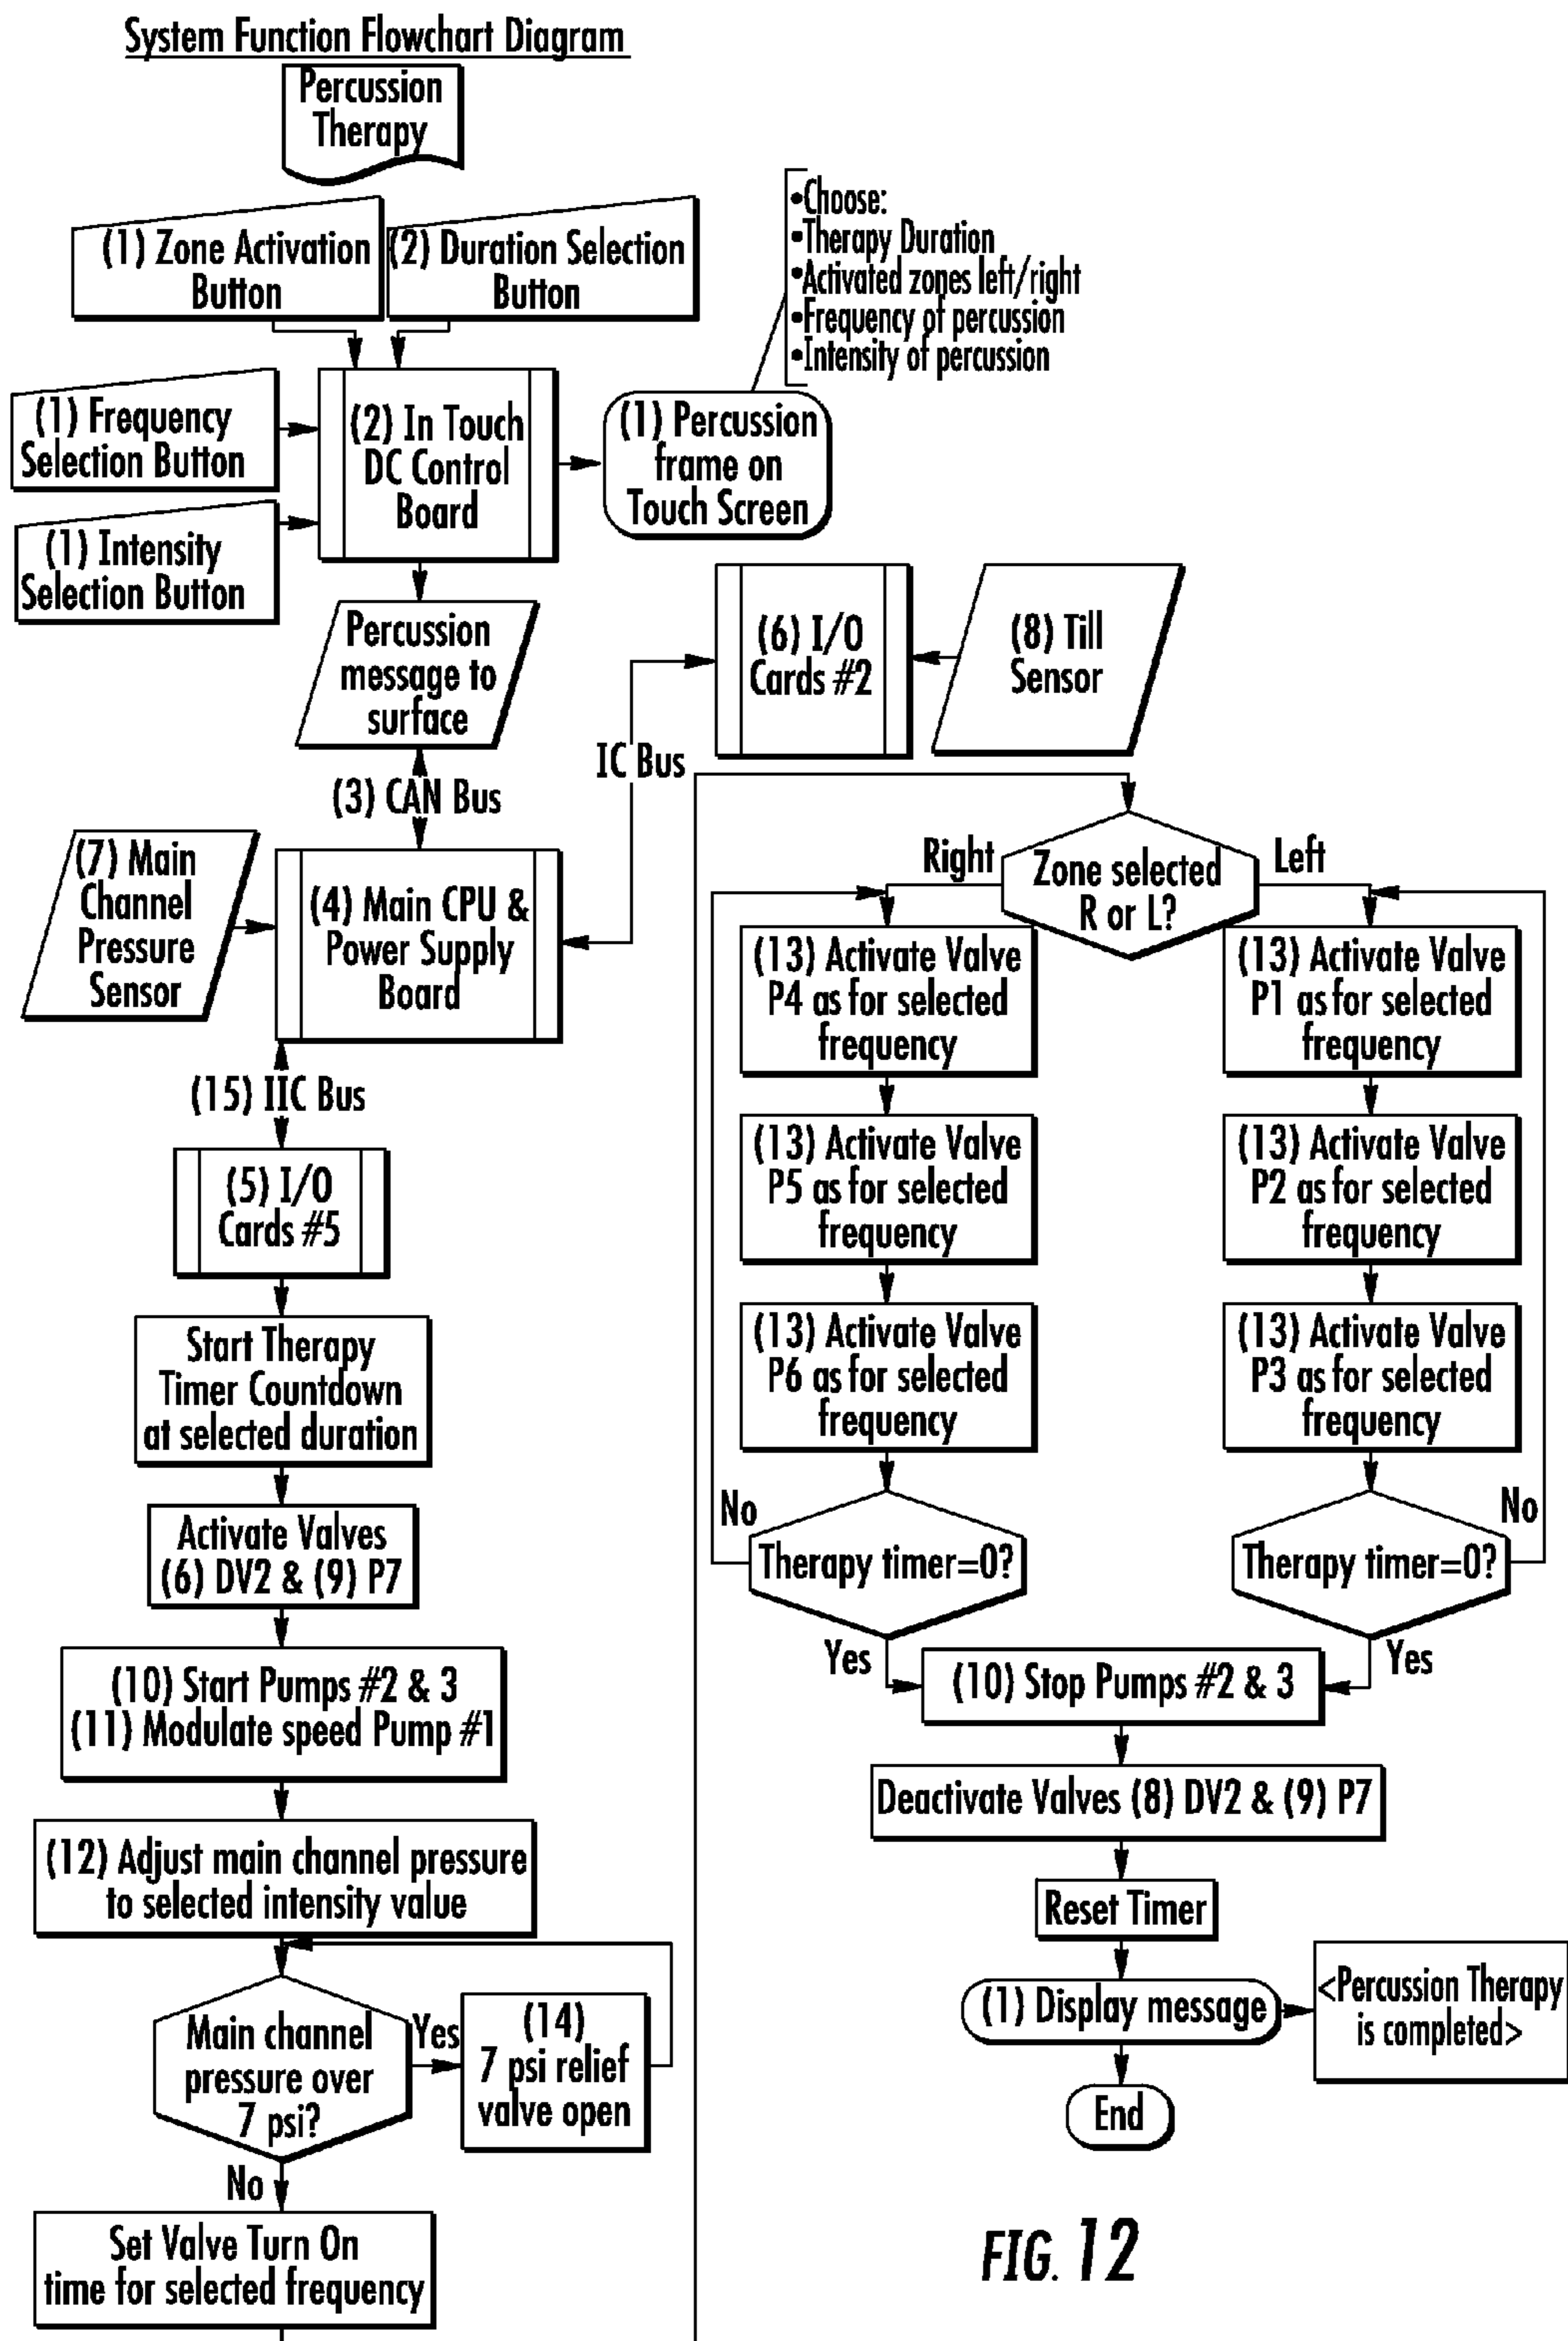 System Function Flowchart Diagram
Percussion
Therapy
(1) Zone Activation
Button
(2) Duration Selection
Button
•Choose:
•Therapy Duration
•Activated zones left/right
•Frequency of percussion
•Intensity of percussion
(1) Frequency
Selection Button
(2) In Touch
DC Control
Board
(1) Percussion
frame on
Touch Screen
(1) Intensity
Selection Button
Percussion
message to
surface
(6) I/O
Cards #2
(8) Till
Sensor
IC Bus
(3) CAN Bus
(7) Main
Channel
Pressure
Sensor
(4) Main CPU &
Power Supply
Board
(15) IIC Bus
(5) I/O
Cards #5
Start Therapy
Timer Countdown
at selected duration
Activate Valves
(6) DV2 & (9) P7
(10) Start Pumps #2 & 3
(11) Modulate speed Pump #1
(12) Adjust main channel pressure
to selected intensity value
Main channel
pressure over
7 psi?
Yes
(14)
7 psi relief
valve open
No
Set Valve Turn On
time for selected frequency
Right
Zone selected
R or L?
Left
(13) Activate Valve
P4 as for selected
frequency
(13) Activate Valve
P1 as for selected
frequency
(13) Activate Valve
P5 as for selected
frequency
(13) Activate Valve
P2 as for selected
frequency
(13) Activate Valve
P6 as for selected
frequency
(13) Activate Valve
P3 as for selected
frequency
No
Therapy timer=0?
No
Therapy timer=0?
Yes
Yes
(10) Stop Pumps #2 & 3
Deactivate Valves (8) DV2 & (9) P7
Reset Timer
(1) Display message
<Percussion Therapy
is completed>
End
FIG. 12